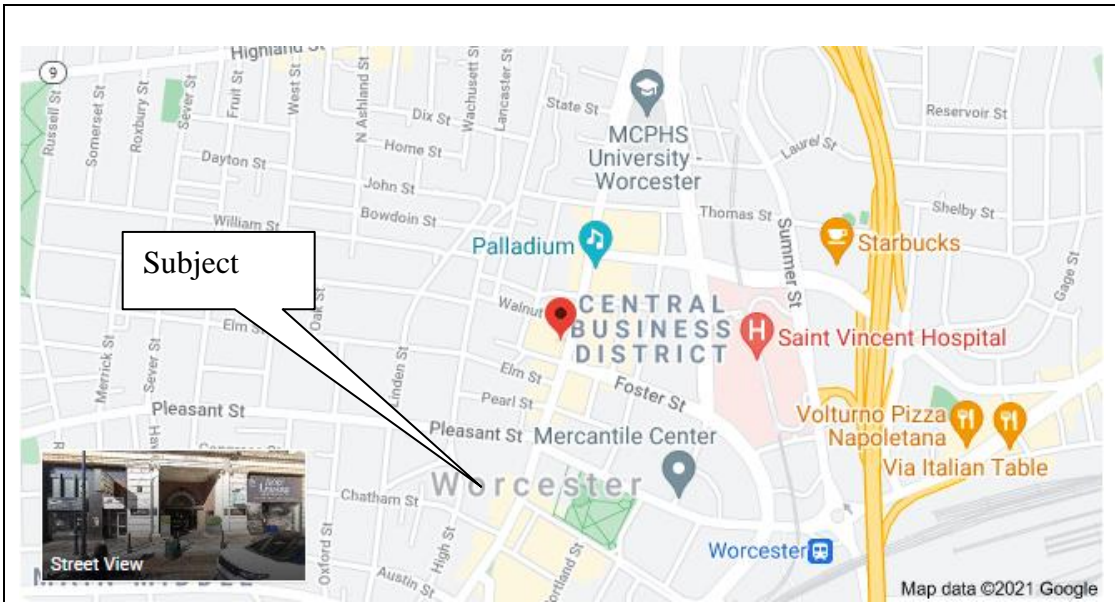 Highland St
9
Russell St
Somerset St
Roxbury St
Sever St
Fruit St
West St
N Ashland St
Wachusett St
Lancaster St
Dix St
Home St
State St
MCPHS
University -
Worcester
Laurel St
Reservoir St
Dayton St
John St
Bowdoin St
William St
Thomas St
Summer St
Shelby St
Gage St
Palladium
Starbucks
Subject
Walnut
CENTRAL
BUSINESS
DISTRICT
H
Saint Vincent Hospital
Elm St
Oak St
Merrick St
Sever St
Linden St
Elm St
Foster St
Pearl St
Pleasant St
Pleasant St
Mercantile Center
Volturno Pizza
Napoletana
Via Italian Table
Worcester
Chatham St
High St
Oxford St
Austin St
Portland St
Worcester
Street View
Map data ©2021 Google